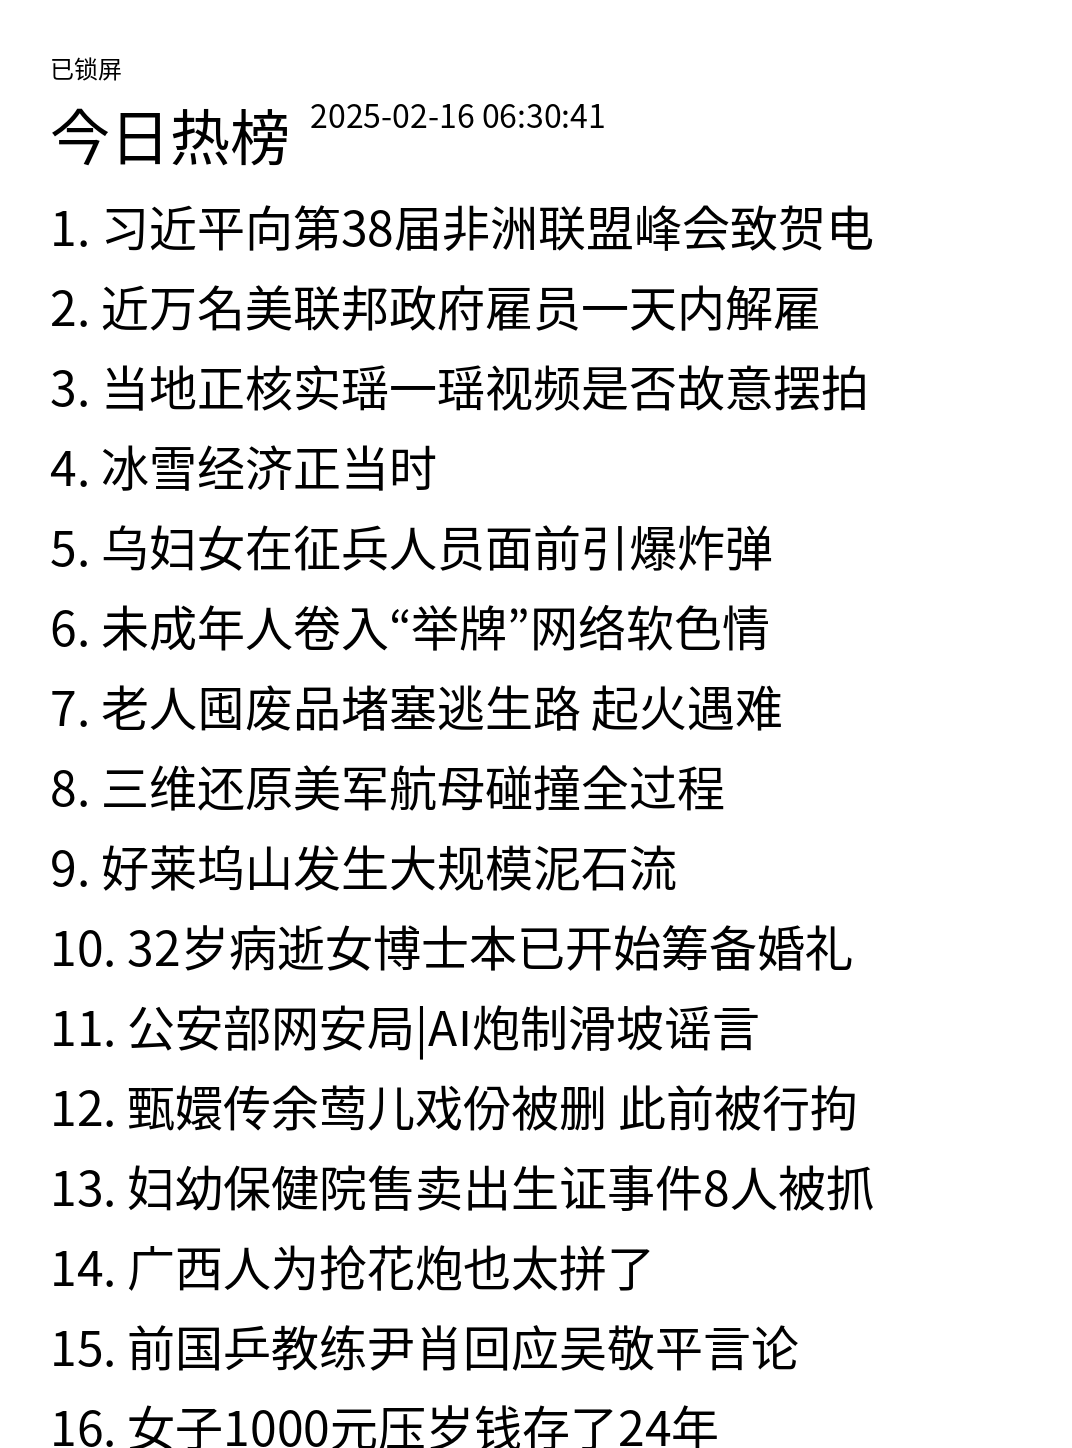 已锁屏
今日热榜 2025-02-16 06:30:41
1. 习近平向第38届非洲联盟峰会致贺电
2. 近万名美联邦政府雇员一天内解雇
3. 当地正核实瑶一瑶视频是否故意摆拍
4. 冰雪经济正当时
5. 乌妇女在征兵人员面前引爆炸弹
6. 未成年人卷入“举牌”网络软色情
7. 老人囤废品堵塞逃生路 起火遇难
8. 三维还原美军航母碰撞全过程
9. 好莱坞山发生大规模泥石流
10. 32岁病逝女博士本已开始筹备婚礼
11. 公安部网安局|AI炮制滑坡谣言
12. 甄嬛传余莺儿戏份被删 此前被行拘
13. 妇幼保健院售卖出生证事件8人被抓
14. 广西人为抢花炮也太拼了
15. 前国乒教练尹肖回应吴敬平言论
16. 女子1000元压岁钱存了24年